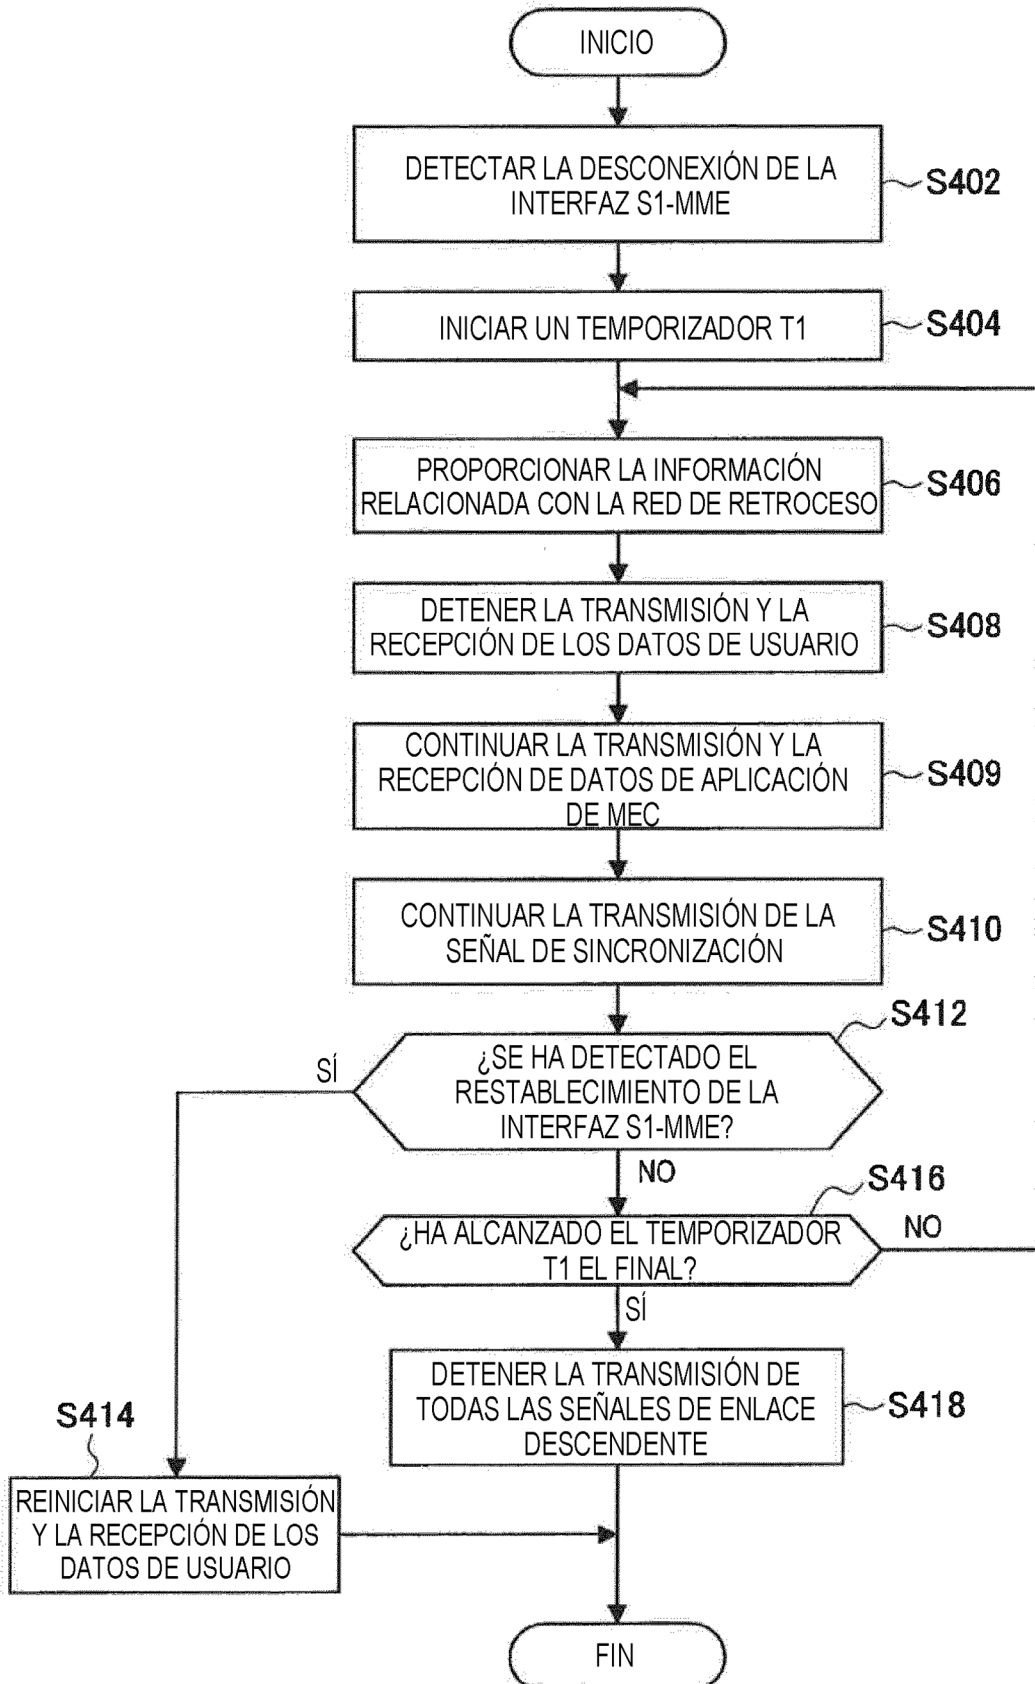 INICIO
DETECTAR LA DESCONEXIÓN DE LA
INTERFAZ S1-MME
S402
INICIAR UN TEMPORIZADOR T1
S404
PROPORCIONAR LA INFORMACIÓN
RELACIONADA CON LA RED DE RETROCESO
S406
DETENER LA TRANSMISIÓN Y LA
RECEPCIÓN DE LOS DATOS DE USUARIO
S408
CONTINUAR LA TRANSMISIÓN Y LA
RECEPCIÓN DE DATOS DE APLICACIÓN
DE MEC
S409
CONTINUAR LA TRANSMISIÓN DE LA
SEÑAL DE SINCRONIZACIÓN
S410
S412
SÍ
¿SE HA DETECTADO EL
RESTABLECIMIENTO DE LA
INTERFAZ S1-MME?
NO
S416
¿HA ALCANZADO EL TEMPORIZADOR
T1 EL FINAL?
NO
SÍ
DETENER LA TRANSMISIÓN DE
TODAS LAS SEÑALES DE ENLACE
DESCENDENTE
S418
S414
REINICIAR LA TRANSMISIÓN
Y LA RECEPCIÓN DE LOS
DATOS DE USUARIO
FIN